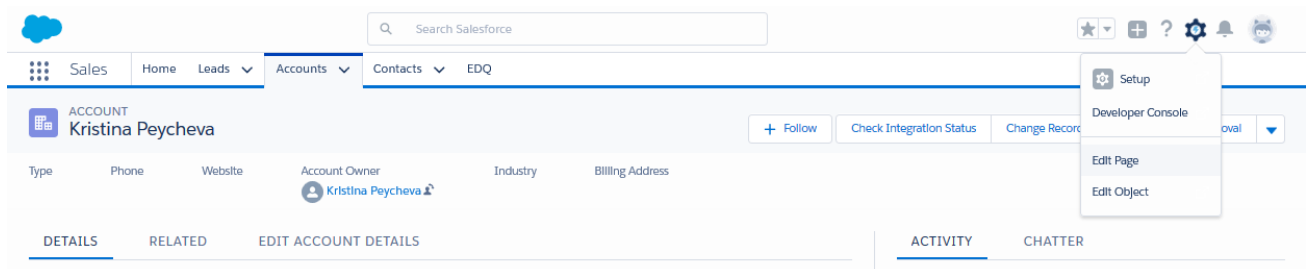 Search Salesforce
Sales Home Leads Accounts Contacts EDQ
Setup
ACCOUNT
Kristina Peycheva
Developer Console
+ Follow Check Integration Status Change Recor oval
Edit Page
Type Phone Website Account Owner Industry Billing Address
Kristina Peycheva
Edit Object
DETAILS RELATED EDIT ACCOUNT DETAILS ACTIVITY CHATTER